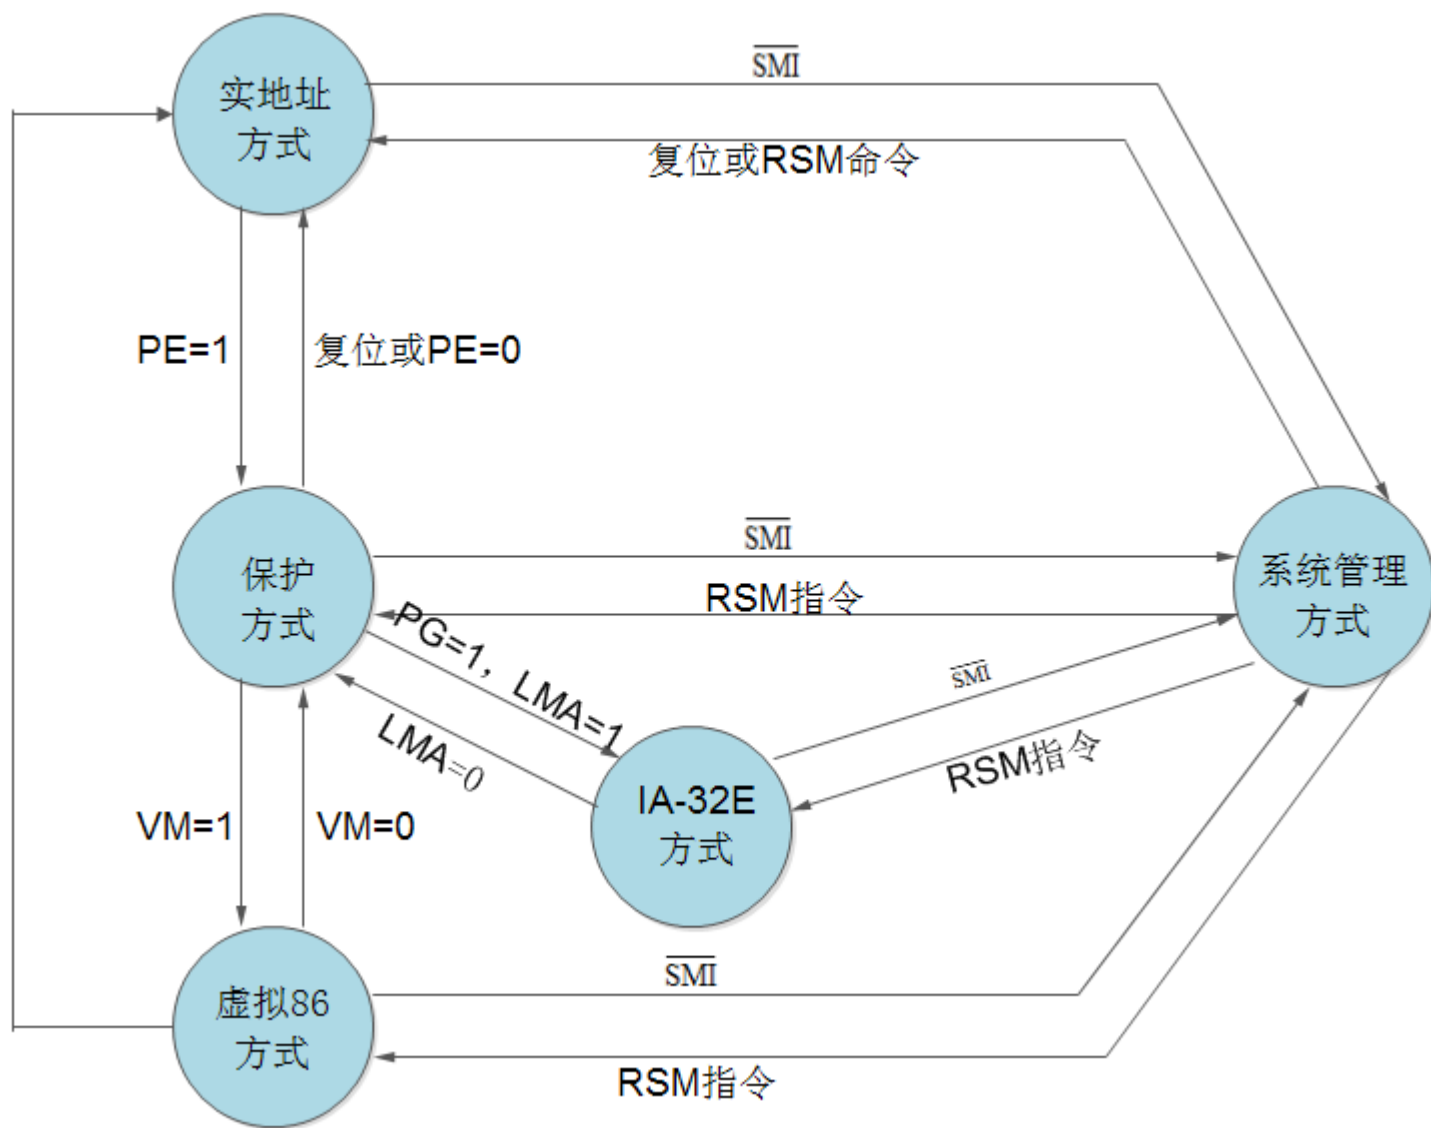 实地址
方式
SMI
复位或RSM命令
PE=1
复位或PE=0
保护
方式
SMI
RSM指令
系统管理
方式
PG=1，LMA=1
LMA=0
SMI
RSM指令
IA-32E
方式
VM=1
VM=0
虚拟86
方式
SMI
RSM指令